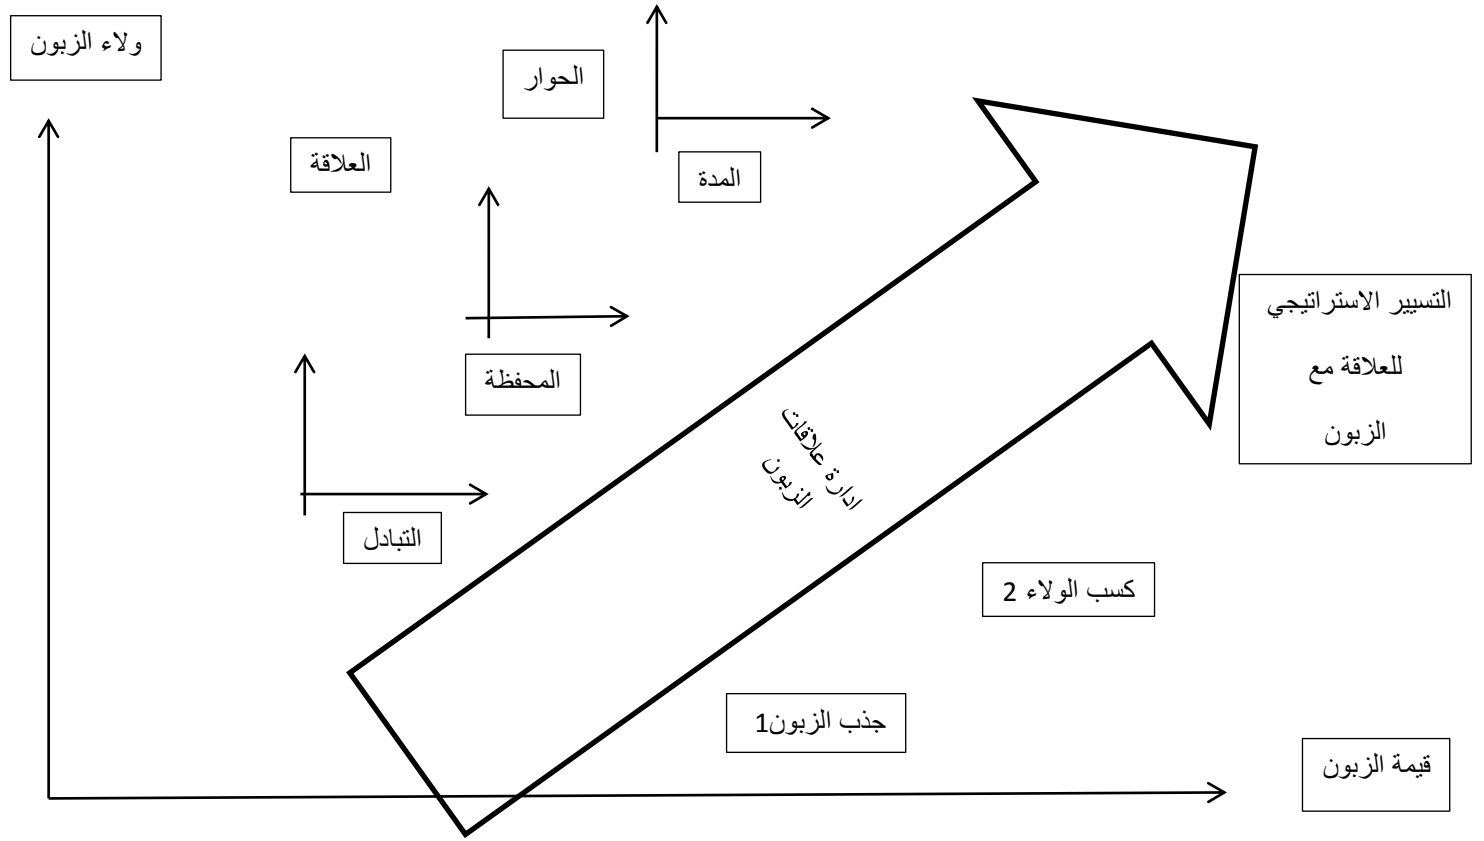 ولاء الزبون
الحوار
العلاقة
المدة
التسيير الاستراتيجي
للعلاقة مع
الزبون
المحفظة
ادارة علاقات
الزبون
التبادل
كسب الولاء 2
جذب الزبون1
قيمة الزبون